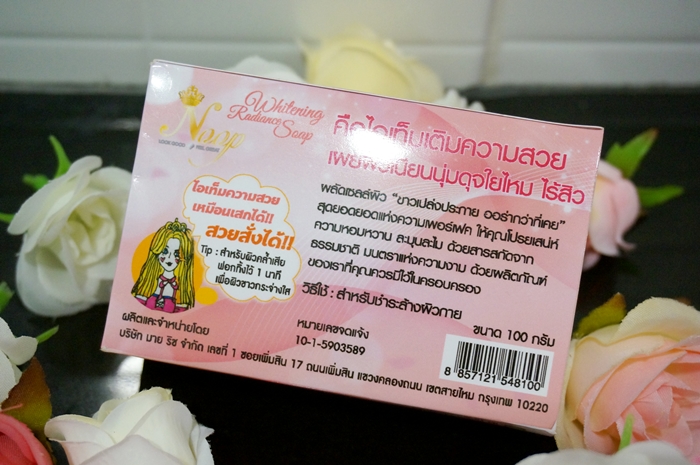 Whitening
Radiance Soap
LOOK GOOD FEEL GREAT
คือไอเท็มเติมความสวย
เผยผิวเนียนนุ่มดุจใยไหม ไร้สิว
ผลัดเซลล์ผิว "ขาวเปล่งประกาย ออร่ากว่าที่เคย"
สุดยอดยอดแห่งความเพอร์เฟค ให้คุณโปรยเสน่ห์
ความหอมหวาน ละมุนละไม ด้วยสารสกัดจาก
ธรรมชาติ มนตราแห่งความงาม ด้วยผลิตภัณฑ์
ของเราที่คุณควรมีไว้ในครอบครอง
วิธีใช้ : สำหรับชำระล้างผิวกาย
ไอเท็มความสวย
เหมือนเสกได้!!
สวยสั่งได้!!
Tip : สำหรับผิวคล้ำเสีย
ฟอกทิ้งไว้ 1 นาที
เพื่อผิวขาวกระจ่างใส
หมายเลขจดแจ้ง
10-1-5903589
ขนาด 100 กรัม
8 857121 548100
ผลิตและจำหน่ายโดย
บริษัท มาย ริช จำกัด เลขที่ 1 ซอยเพิ่มสิน 17 ถนนเพิ่มสิน แขวงคลองถนน เขตสายไหม กรุงเทพ 10220